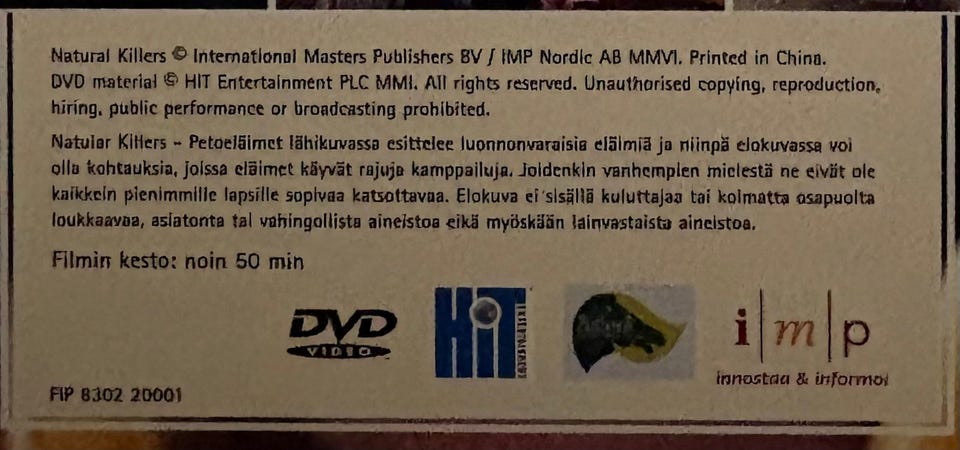 Natural Killers © International Masters Publishers BV / IMP Nordic AB MMVI. Printed in China.
DVD material © HIT Entertainment PLC MMI. All rights reserved. Unauthorised copying, reproduction,
hiring, public performance or broadcasting prohibited.
Natular Killers - Petoeläimet lähikuvassa esittelee luonnonvaraisia eläimiä ja niinpä elokuvassa voi
olla kohtauksia, joissa eläimet käyvät rajuja kamppailuja. Joidenkin vanhempien mielestä ne eivät ole
kaikkein pienimmille lapsille sopivaa katsottavaa. Elokuva ei sisällä kuluttajaa tai kolmatta osapuolta
loukkaavaa, asiatonta tai vahingollista aineistoa eikä myöskään lainvastaista aineistoa.
Filmin kesto: noin 50 min
DVD
VIDEO
HiT
ENTERTAINMENT
i|m|p
innostaa & informoi
FIP 8302 20001